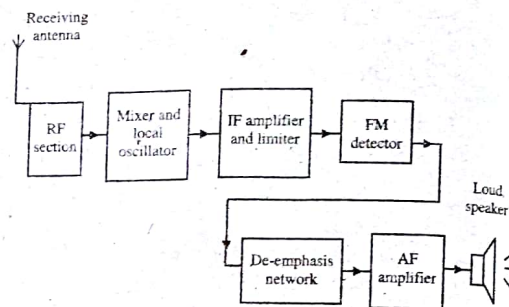 Receiving
antenna
RF
section
Mixer and
local
oscillator
IF amplifier
and limiter
FM
detector
Loud
speaker
De-emphasis
network
AF
amplifier